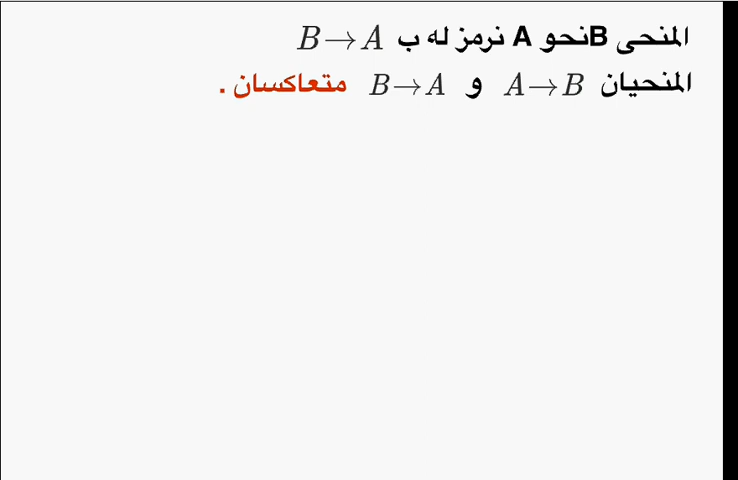 المنحى Bنحو A نرمز له ب B→A
المنحيان A→B و B→A متعاكسان .